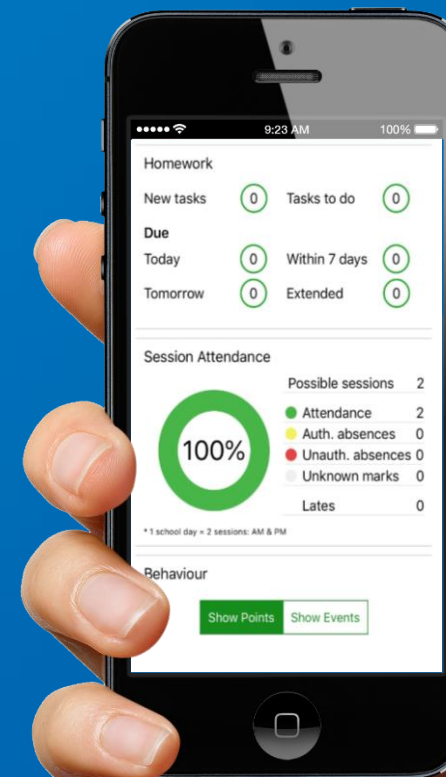 9:23 AM 100%
Homework
New tasks 0 Tasks to do 0
Due
Today 0 Within 7 days 0
Tomorrow 0 Extended 0
Session Attendance
Possible sessions 2
100%
Attendance 2
Auth. absences 0
Unauth. absences 0
Unknown marks 0
Lates 0
* 1 school day = 2 sessions: AM & PM
Behaviour
Show Points Show Events